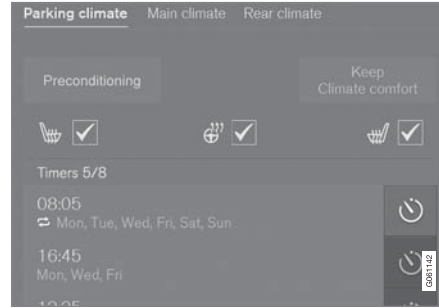 Parking climate Main climate Rear climate
Preconditioning
Keep
Climate comfort
Timers 5/8
08:05
Mon, Tue, Wed, Fri, Sat, Sun
16:45
Mon, Wed, Fri
G061142